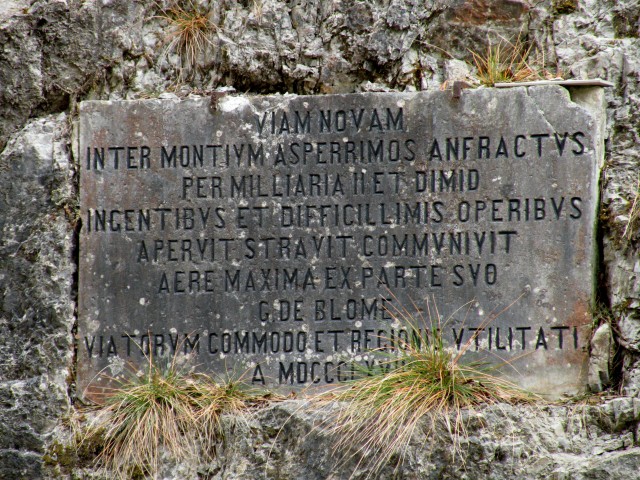 VIAM NOVAM
INTER MONTIVM ASPERRIMOS ANFRACTVS
PER MILLIARIA II ET DIMID
INGENTIBVS ET DIFFICILLIMIS OPERIBVS
APERVIT STRAVIT COMMVNIVIT
AERE MAXIMA EX PARTE SVO
G. DE BLOME
VIATORVM COMMODO ET REGIONIS VTILITATI
A